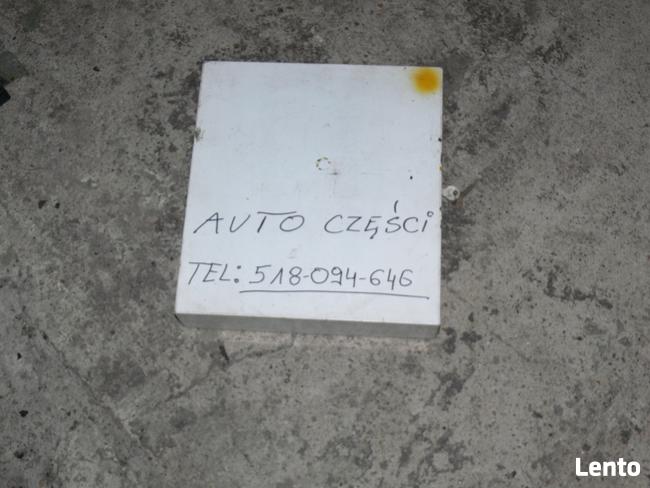 AUTO CZĘŚCI
TEL: 518-094-646
Lento